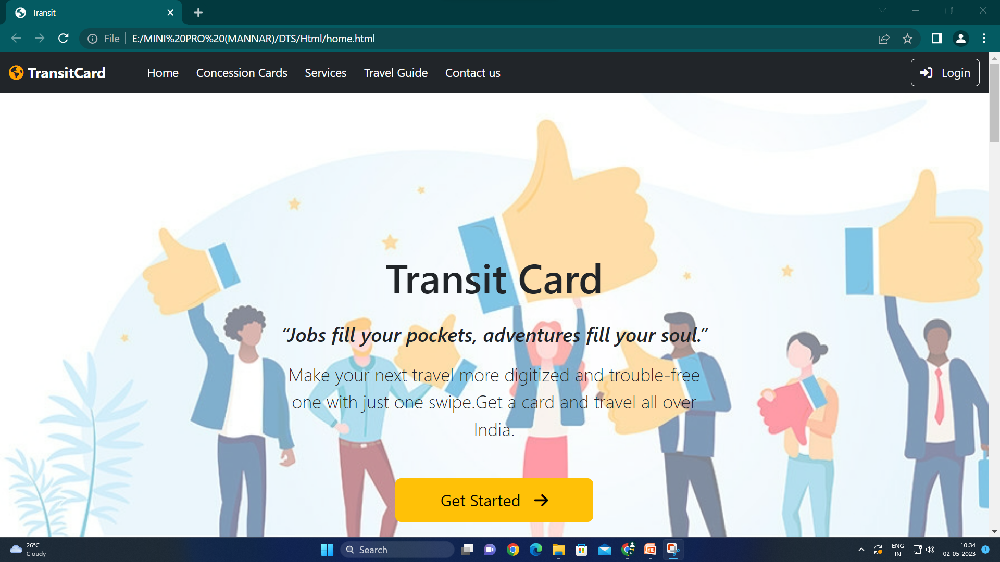 Transit
File
E:/MINI%20PRO%20(MANNAR)/DTS/Html/home.html
TransitCard
Home
Concession Cards
Services
Travel Guide
Contact us
Login
Transit Card
“Jobs fill your pockets, adventures fill your soul.”
Make your next travel more digitized and trouble-free
one with just one swipe.Get a card and travel all over
India.
Get Started
26°C
Cloudy
Search
ENG
IN
10:34
02-05-2023
1